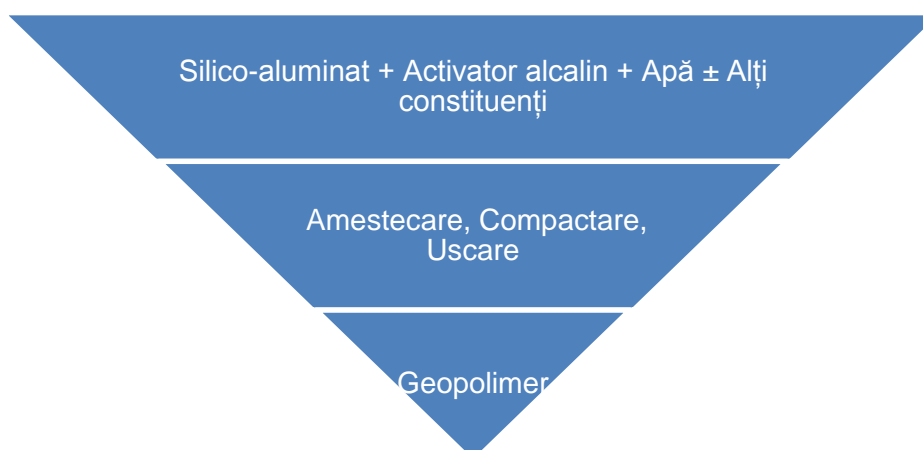 Silico-aluminat + Activator alcalin + Apă ± Alți
constituenți
Amestecare, Compactare,
Uscare
Geopolimer